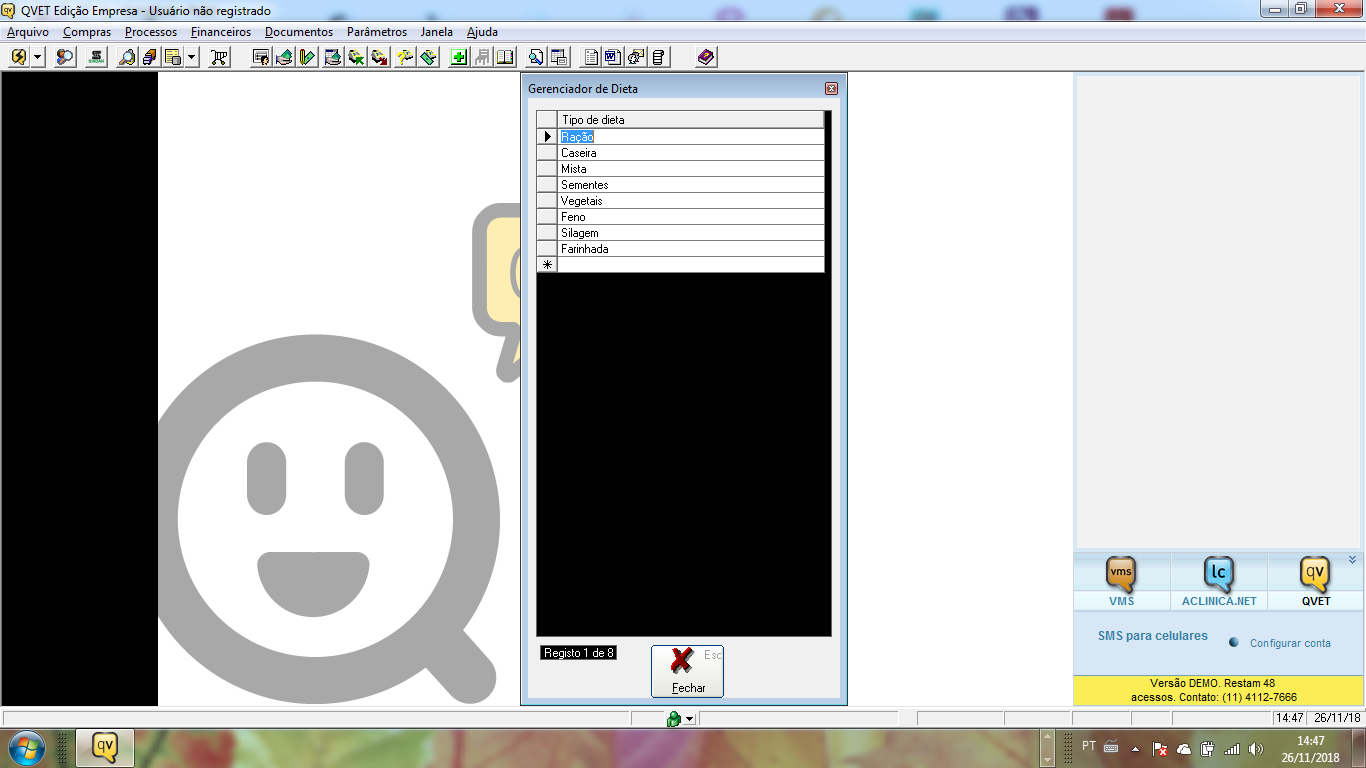 QVET Edição Empresa - Usuário não registrado
Arquivo Compras Processos Financeiros Documentos Parâmetros Janela Ajuda
Gerenciador de Dieta
Tipo de dieta
Ração
Caseira
Mista
Sementes
Vegetais
Feno
Silagem
Farinhada
Registo 1 de 8
Esc
Fechar
vms
lc
qv
VMS
ACLINICA.NET
QVET
SMS para celulares
Configurar conta
Versão DEMO. Restam 48
acessos. Contato: (11) 4112-7666
14:47 26/11/18
qv
PT
14:47
26/11/2018